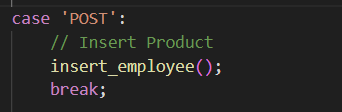 case 'POST':
    // Insert Product
    insert_employee();
    break;